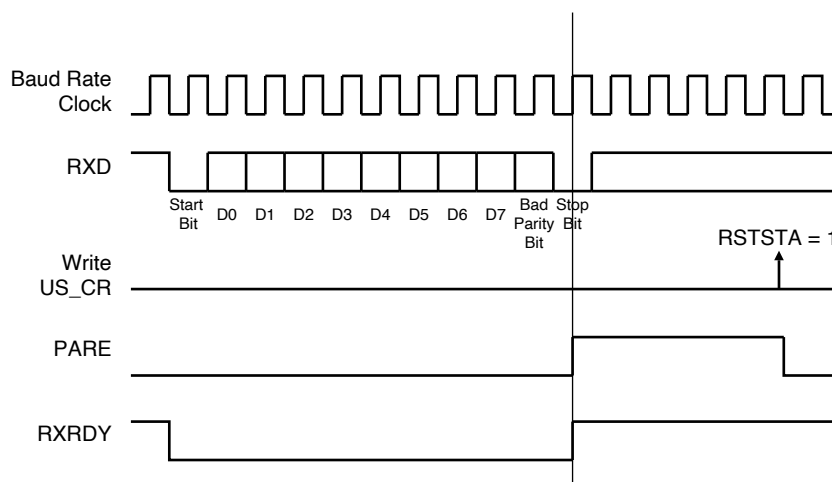 Baud Rate
Clock
RXD
Start
Bit
D0
D1
D2
D3
D4
D5
D6
D7
Bad
Parity
Bit
Stop
Bit
RSTSTA = 1
Write
US_CR
PARE
RXRDY